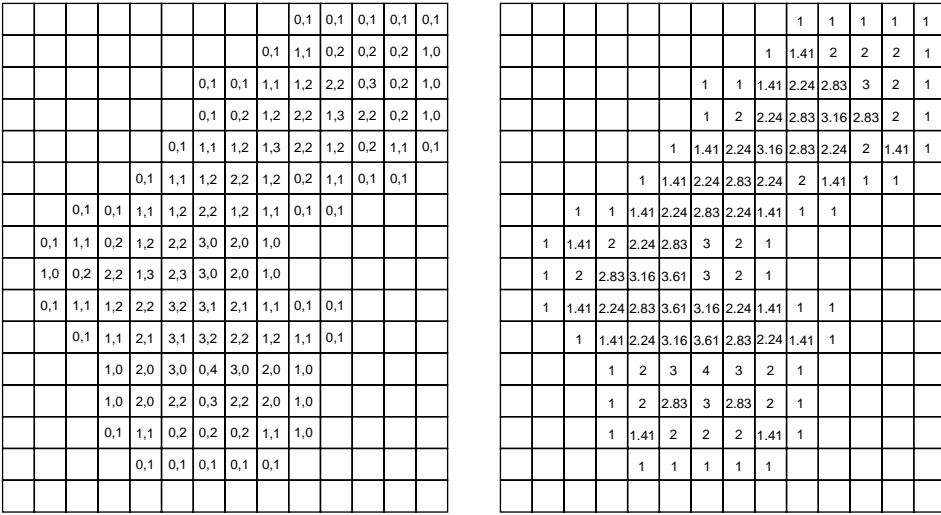 0,1 0,1 0,1 0,1 0,1
0,1 1,1 0,2 0,2 0,2 1,0
0,1 0,1 1,1 1,2 2,2 0,3 0,2 1,0
0,1 0,2 1,2 2,2 1,3 2,2 0,2 1,0
0,1 1,1 1,2 1,3 2,2 1,2 0,2 1,1 0,1
0,1 1,1 1,2 2,2 1,2 0,2 1,1 0,1 0,1
0,1 0,1 1,1 1,2 2,2 1,2 1,1 0,1 0,1
0,1 1,1 0,2 1,2 2,2 3,0 2,0 1,0
1,0 0,2 2,2 1,3 2,3 3,0 2,0 1,0
0,1 1,1 1,2 2,2 3,2 3,1 2,1 1,1 0,1 0,1
0,1 1,1 2,1 3,1 3,2 2,2 1,2 1,1 0,1
1,0 2,0 3,0 0,4 3,0 2,0 1,0
1,0 2,0 2,2 0,3 2,2 2,0 1,0
0,1 1,1 0,2 0,2 0,2 1,1 1,0
0,1 0,1 0,1 0,1 0,1
1 1 1 1 1
1 1.41 2 2 2 1
1 1 1.41 2.24 2.83 3 2 1
1 2 2.24 2.83 3.16 2.83 2 1
1 1.41 2.24 3.16 2.83 2.24 2 1.41 1
1 1.41 2.24 2.83 2.24 2 1.41 1 1
1 1 1.41 2.24 2.83 2.24 1.41 1 1
1 1.41 2 2.24 2.83 3 2 1
1 2 2.83 3.16 3.61 3 2 1
1 1.41 2.24 2.83 3.61 3.16 2.24 1.41 1 1
1 1.41 2.24 3.16 3.61 2.83 2.24 1.41 1
1 2 3 4 3 2 1
1 2 2.83 3 2.83 2 1
1 1.41 2 2 2 1.41 1
1 1 1 1 1